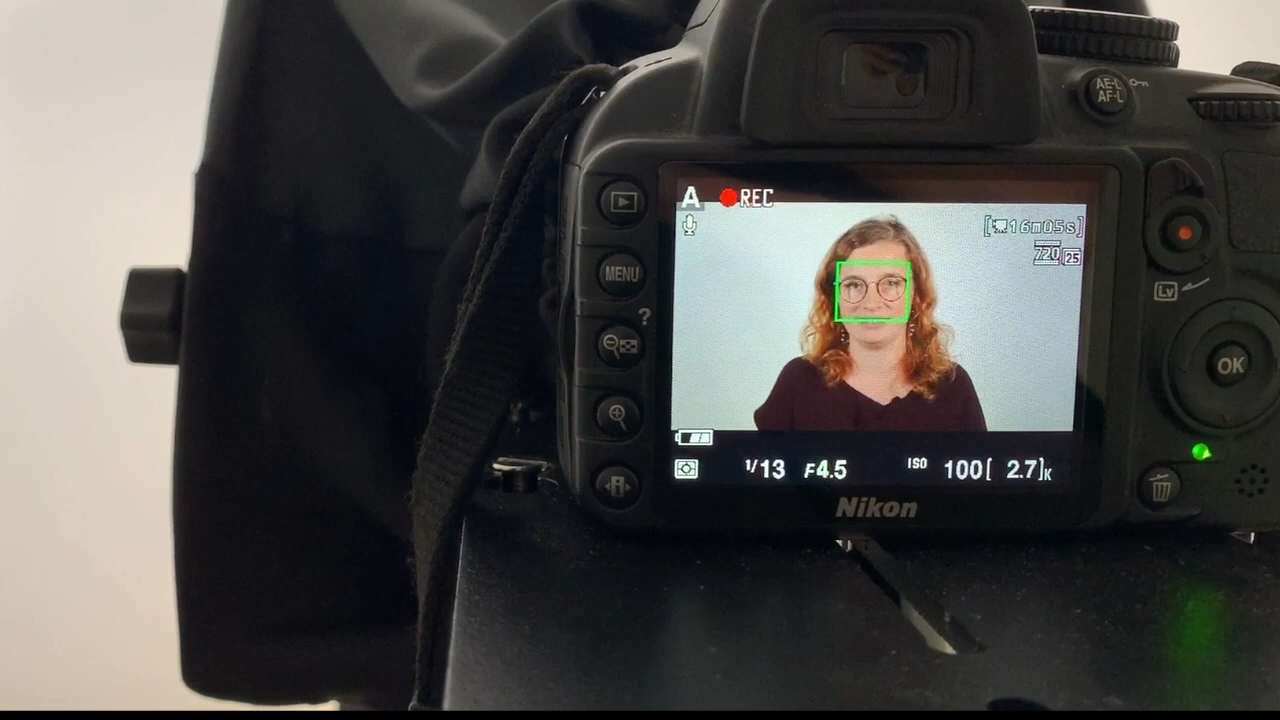 AE-L
AF-L
A REC
[16m05s]
720 25
MENU
?
Lv
OK
1/13 F4.5 ISO 100[ 2.7]K
Nikon